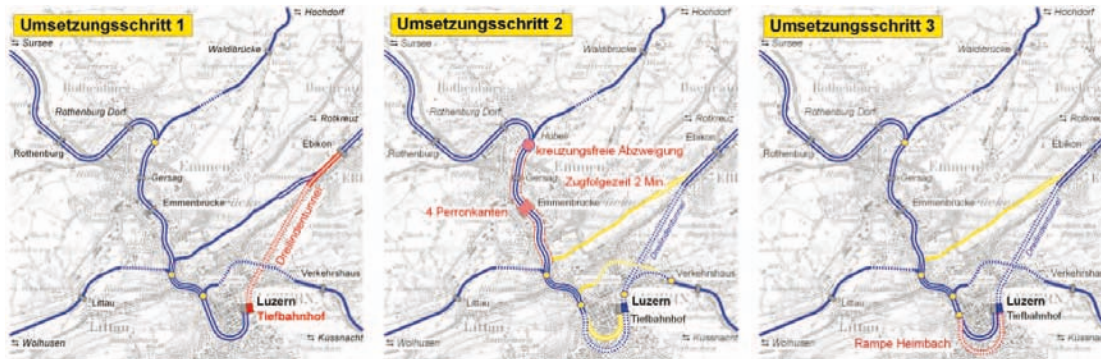 Umsetzungsschritt 1
Hochdorf
Sursee
Waldibrücke
Rothenburg Dorf
Rotkreuz
Ebikon
Rothenburg
Gersag
Emmenbrücke
Dreilindentunnel
Verkehrshaus
Littau
Luzern
Tiefbahnhof
Wolhusen
Küssnacht
Umsetzungsschritt 2
Hochdorf
Sursee
Waldibrücke
Rothenburg Dorf
Rotkreuz
Hübeli
Ebikon
kreuzungsfreie Abzweigung
Rothenburg
Gersag
Zugfolgezeit 2 Min.
4 Perronkanten
Emmenbrücke
Dreilindentunnel
Verkehrshaus
Littau
Luzern
Tiefbahnhof
Wolhusen
Küssnacht
Umsetzungsschritt 3
Hochdorf
Sursee
Waldibrücke
Rothenburg Dorf
Rotkreuz
Ebikon
Rothenburg
Gersag
Emmenbrücke
Dreilindentunnel
Verkehrshaus
Littau
Luzern
Tiefbahnhof
Rampe Heimbach
Wolhusen
Küssnacht